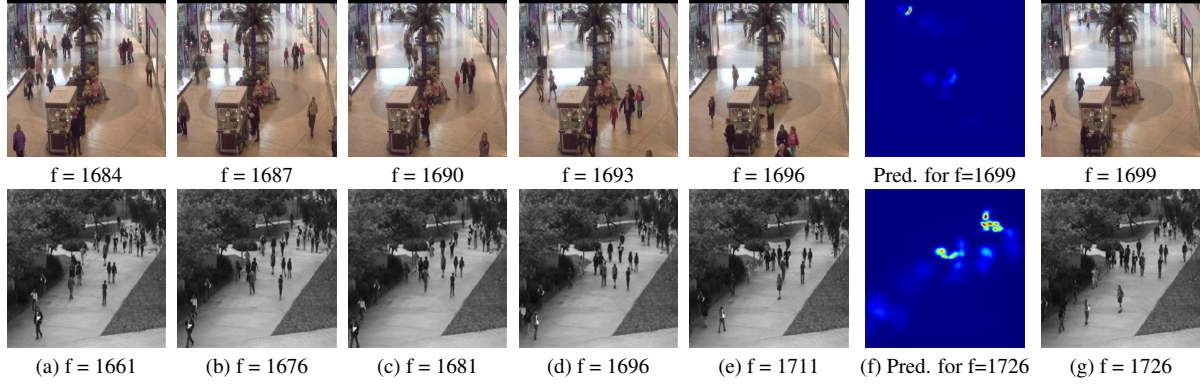 f = 1684 f = 1687 f = 1690 f = 1693 f = 1696 Pred. for f=1699 f = 1699
(a) f = 1661 (b) f = 1676 (c) f = 1681 (d) f = 1696 (e) f = 1711 (f) Pred. for f=1726 (g) f = 1726